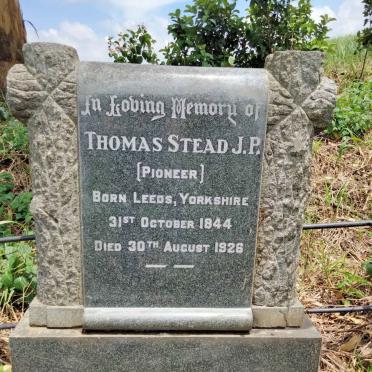 In Loving Memory of
THOMAS STEAD J.P.
[PIONEER]
BORN LEEDS, YORKSHIRE
31ST OCTOBER 1844
DIED 30TH AUGUST 1926